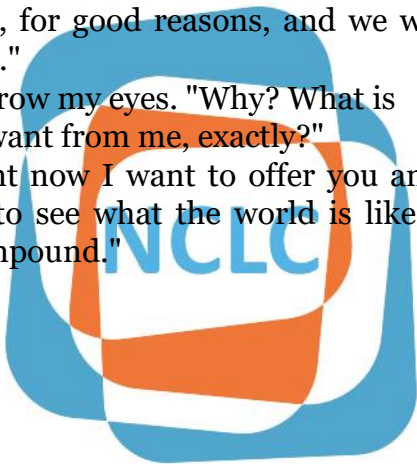 , for good reasons, and we w
."
row my eyes. "Why? What is
want from me, exactly?"
nt now I want to offer you an
to see what the world is like
npound."
NCLC